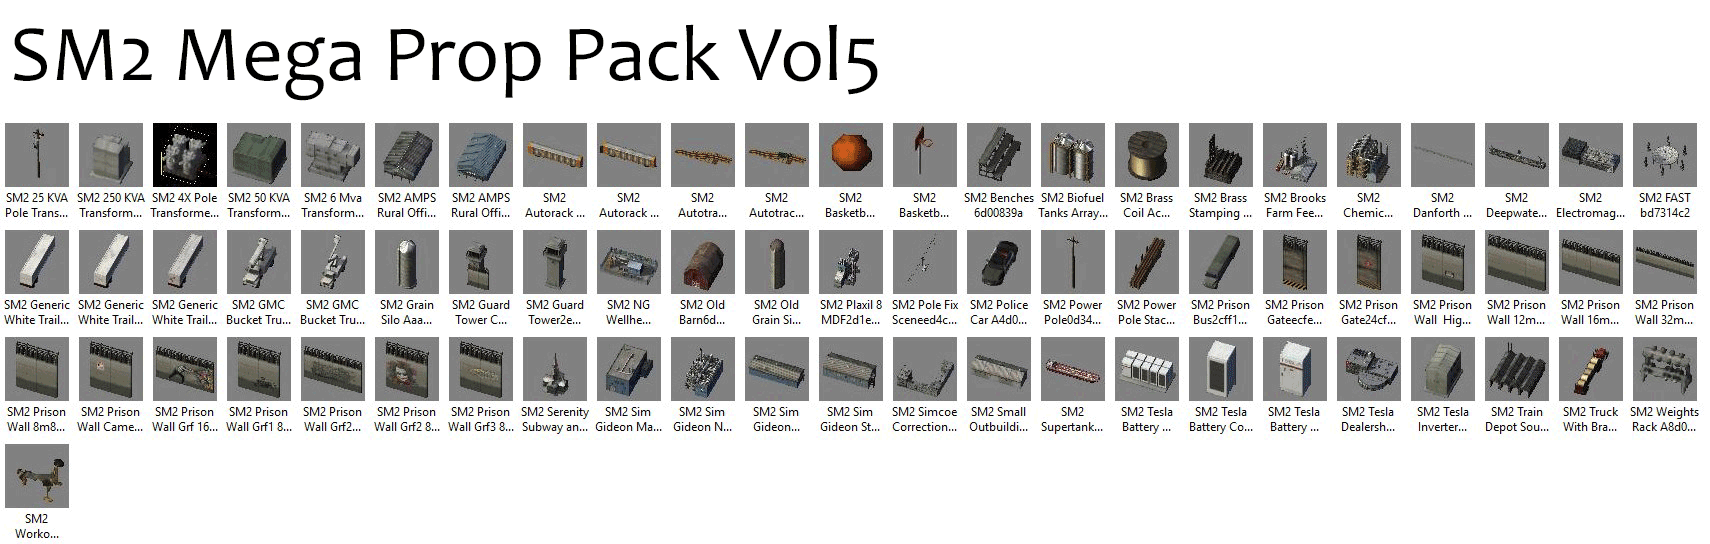 SM2 Mega Prop Pack Vol5
SM2 25 KVA
Pole Trans...
SM2 250 KVA
Transform...
SM2 4X Pole
Transforme...
SM2 50 KVA
Transform...
SM2 6 Mva
Transform...
SM2 AMPS
Rural Offi...
SM2 AMPS
Rural Offi...
SM2
Autorack ...
SM2
Autorack ...
SM2
Autotra...
SM2
Autotrac...
SM2
Basketb...
SM2
Basketb...
SM2 Benches
6d00839a
SM2 Biofuel
Tanks Array...
SM2 Brass
Coil Ac...
SM2 Brass
Stamping ...
SM2 Brooks
Farm Fee...
SM2
Chemic...
SM2
Danforth ...
SM2
Deepwate...
SM2
Electromag...
SM2 FAST
bd7314c2
SM2 Generic
White Trail...
SM2 Generic
White Trail...
SM2 Generic
White Trail...
SM2 GMC
Bucket Tru...
SM2 GMC
Bucket Tru...
SM2 Grain
Silo Aaa...
SM2 Guard
Tower C...
SM2 Guard
Tower2e...
SM2 NG
Wellhe...
SM2 Old
Barn6d...
SM2 Old
Grain Si...
SM2 Plaxil 8
MDF2d1e...
SM2 Pole Fix
Sceneed4c...
SM2 Police
Car A4d0...
SM2 Power
Pole0d34...
SM2 Power
Pole Stac...
SM2 Prison
Bus2cff1...
SM2 Prison
Gateecfe...
SM2 Prison
Gate24cf...
SM2 Prison
Wall  Hig...
SM2 Prison
Wall 12m...
SM2 Prison
Wall 16m...
SM2 Prison
Wall 32m...
SM2 Prison
Wall 8m8...
SM2 Prison
Wall Came...
SM2 Prison
Wall Grf 16...
SM2 Prison
Wall Grf1 8...
SM2 Prison
Wall Grf2...
SM2 Prison
Wall Grf2 8...
SM2 Prison
Wall Grf3 8...
SM2 Serenity
Subway an...
SM2 Sim
Gideon Ma...
SM2 Sim
Gideon N...
SM2 Sim
Gideon...
SM2 Sim
Gideon St...
SM2 Simcoe
Correction...
SM2 Small
Outbuildi...
SM2
Supertank...
SM2 Tesla
Battery ...
SM2 Tesla
Battery Co...
SM2 Tesla
Battery ...
SM2 Tesla
Dealersh...
SM2 Tesla
Inverter...
SM2 Train
Depot Sou...
SM2 Truck
With Bra...
SM2 Weights
Rack A8d0...
SM2
Worko...